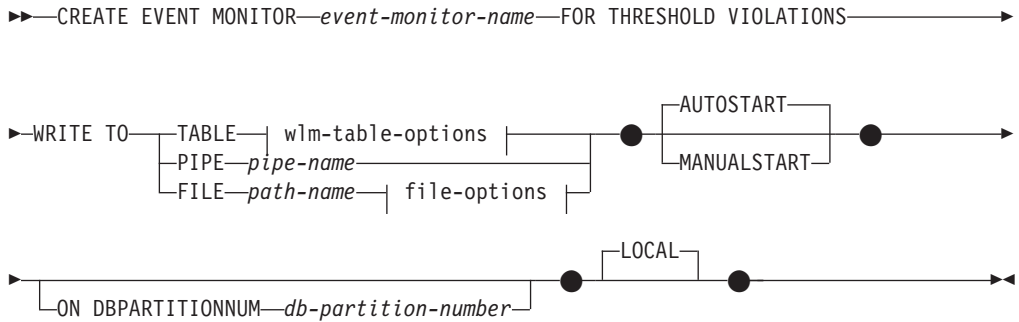 CREATE EVENT MONITOR event-monitor-name FOR THRESHOLD VIOLATIONS
AUTOSTART
WRITE TO TABLE wlm-table-options
PIPE pipe-name MANUALSTART
FILE path-name file-options
LOCAL
ON DBPARTITIONNUM db-partition-number